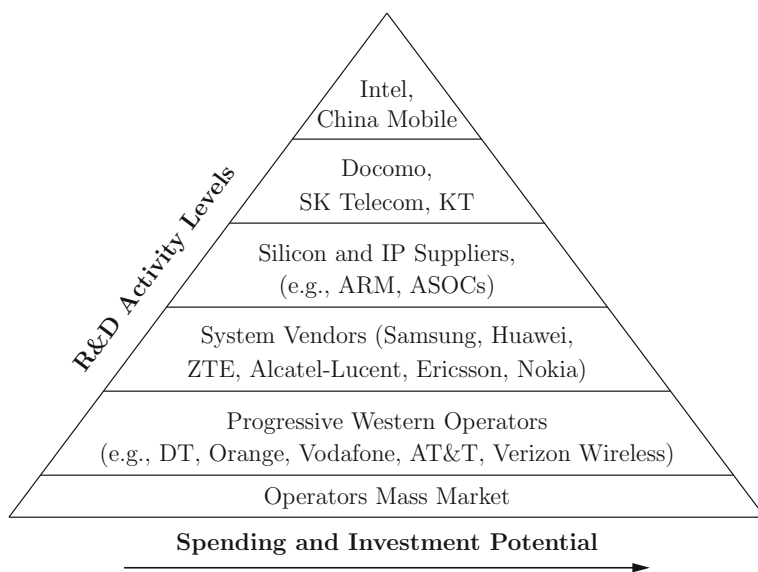 Intel,
China Mobile
Docomo,
SK Telecom, KT
Silicon and IP Suppliers,
(e.g., ARM, ASOCs)
System Vendors (Samsung, Huawei,
ZTE, Alcatel-Lucent, Ericsson, Nokia)
Progressive Western Operators
(e.g., DT, Orange, Vodafone, AT&T, Verizon Wireless)
Operators Mass Market
R&D Activity Levels
Spending and Investment Potential